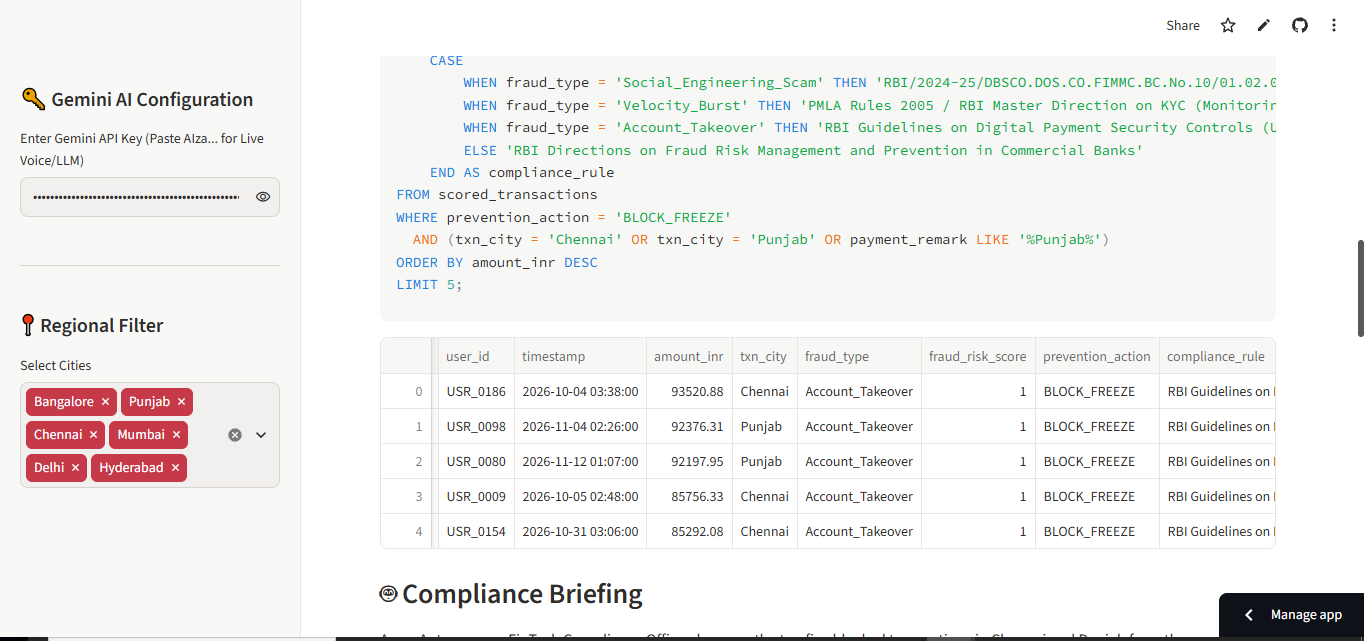 Share
Gemini AI Configuration
Enter Gemini API Key (Paste AIza... for Live
Voice/LLM)
Regional Filter
Select Cities
Bangalore × Punjab ×
Chennai × Mumbai ×
Delhi × Hyderabad ×
CASE
WHEN fraud_type = 'Social_Engineering_Scam' THEN 'RBI/2024-25/DBSCO.DOS.CO.FIMMC.BC.No.10/01.02.0
WHEN fraud_type = 'Velocity_Burst' THEN 'PMLA Rules 2005 / RBI Master Direction on KYC (Monitorin
WHEN fraud_type = 'Account_Takeover' THEN 'RBI Guidelines on Digital Payment Security Controls (U
ELSE 'RBI Directions on Fraud Risk Management and Prevention in Commercial Banks'
END AS compliance_rule
FROM scored_transactions
WHERE prevention_action = 'BLOCK_FREEZE'
AND (txn_city = 'Chennai' OR txn_city = 'Punjab' OR payment_remark LIKE '%Punjab%')
ORDER BY amount_inr DESC
LIMIT 5;
user_id timestamp amount_inr txn_city fraud_type fraud_risk_score prevention_action compliance_rule
0 USR_0186 2026-10-04 03:38:00 93520.88 Chennai Account_Takeover 1 BLOCK_FREEZE RBI Guidelines on
1 USR_0098 2026-11-04 02:26:00 92376.31 Punjab Account_Takeover 1 BLOCK_FREEZE RBI Guidelines on
2 USR_0080 2026-11-12 01:07:00 92197.95 Punjab Account_Takeover 1 BLOCK_FREEZE RBI Guidelines on
3 USR_0009 2026-10-05 02:48:00 85756.33 Chennai Account_Takeover 1 BLOCK_FREEZE RBI Guidelines on
4 USR_0154 2026-10-31 03:06:00 85292.08 Chennai Account_Takeover 1 BLOCK_FREEZE RBI Guidelines on
Compliance Briefing
Manage app